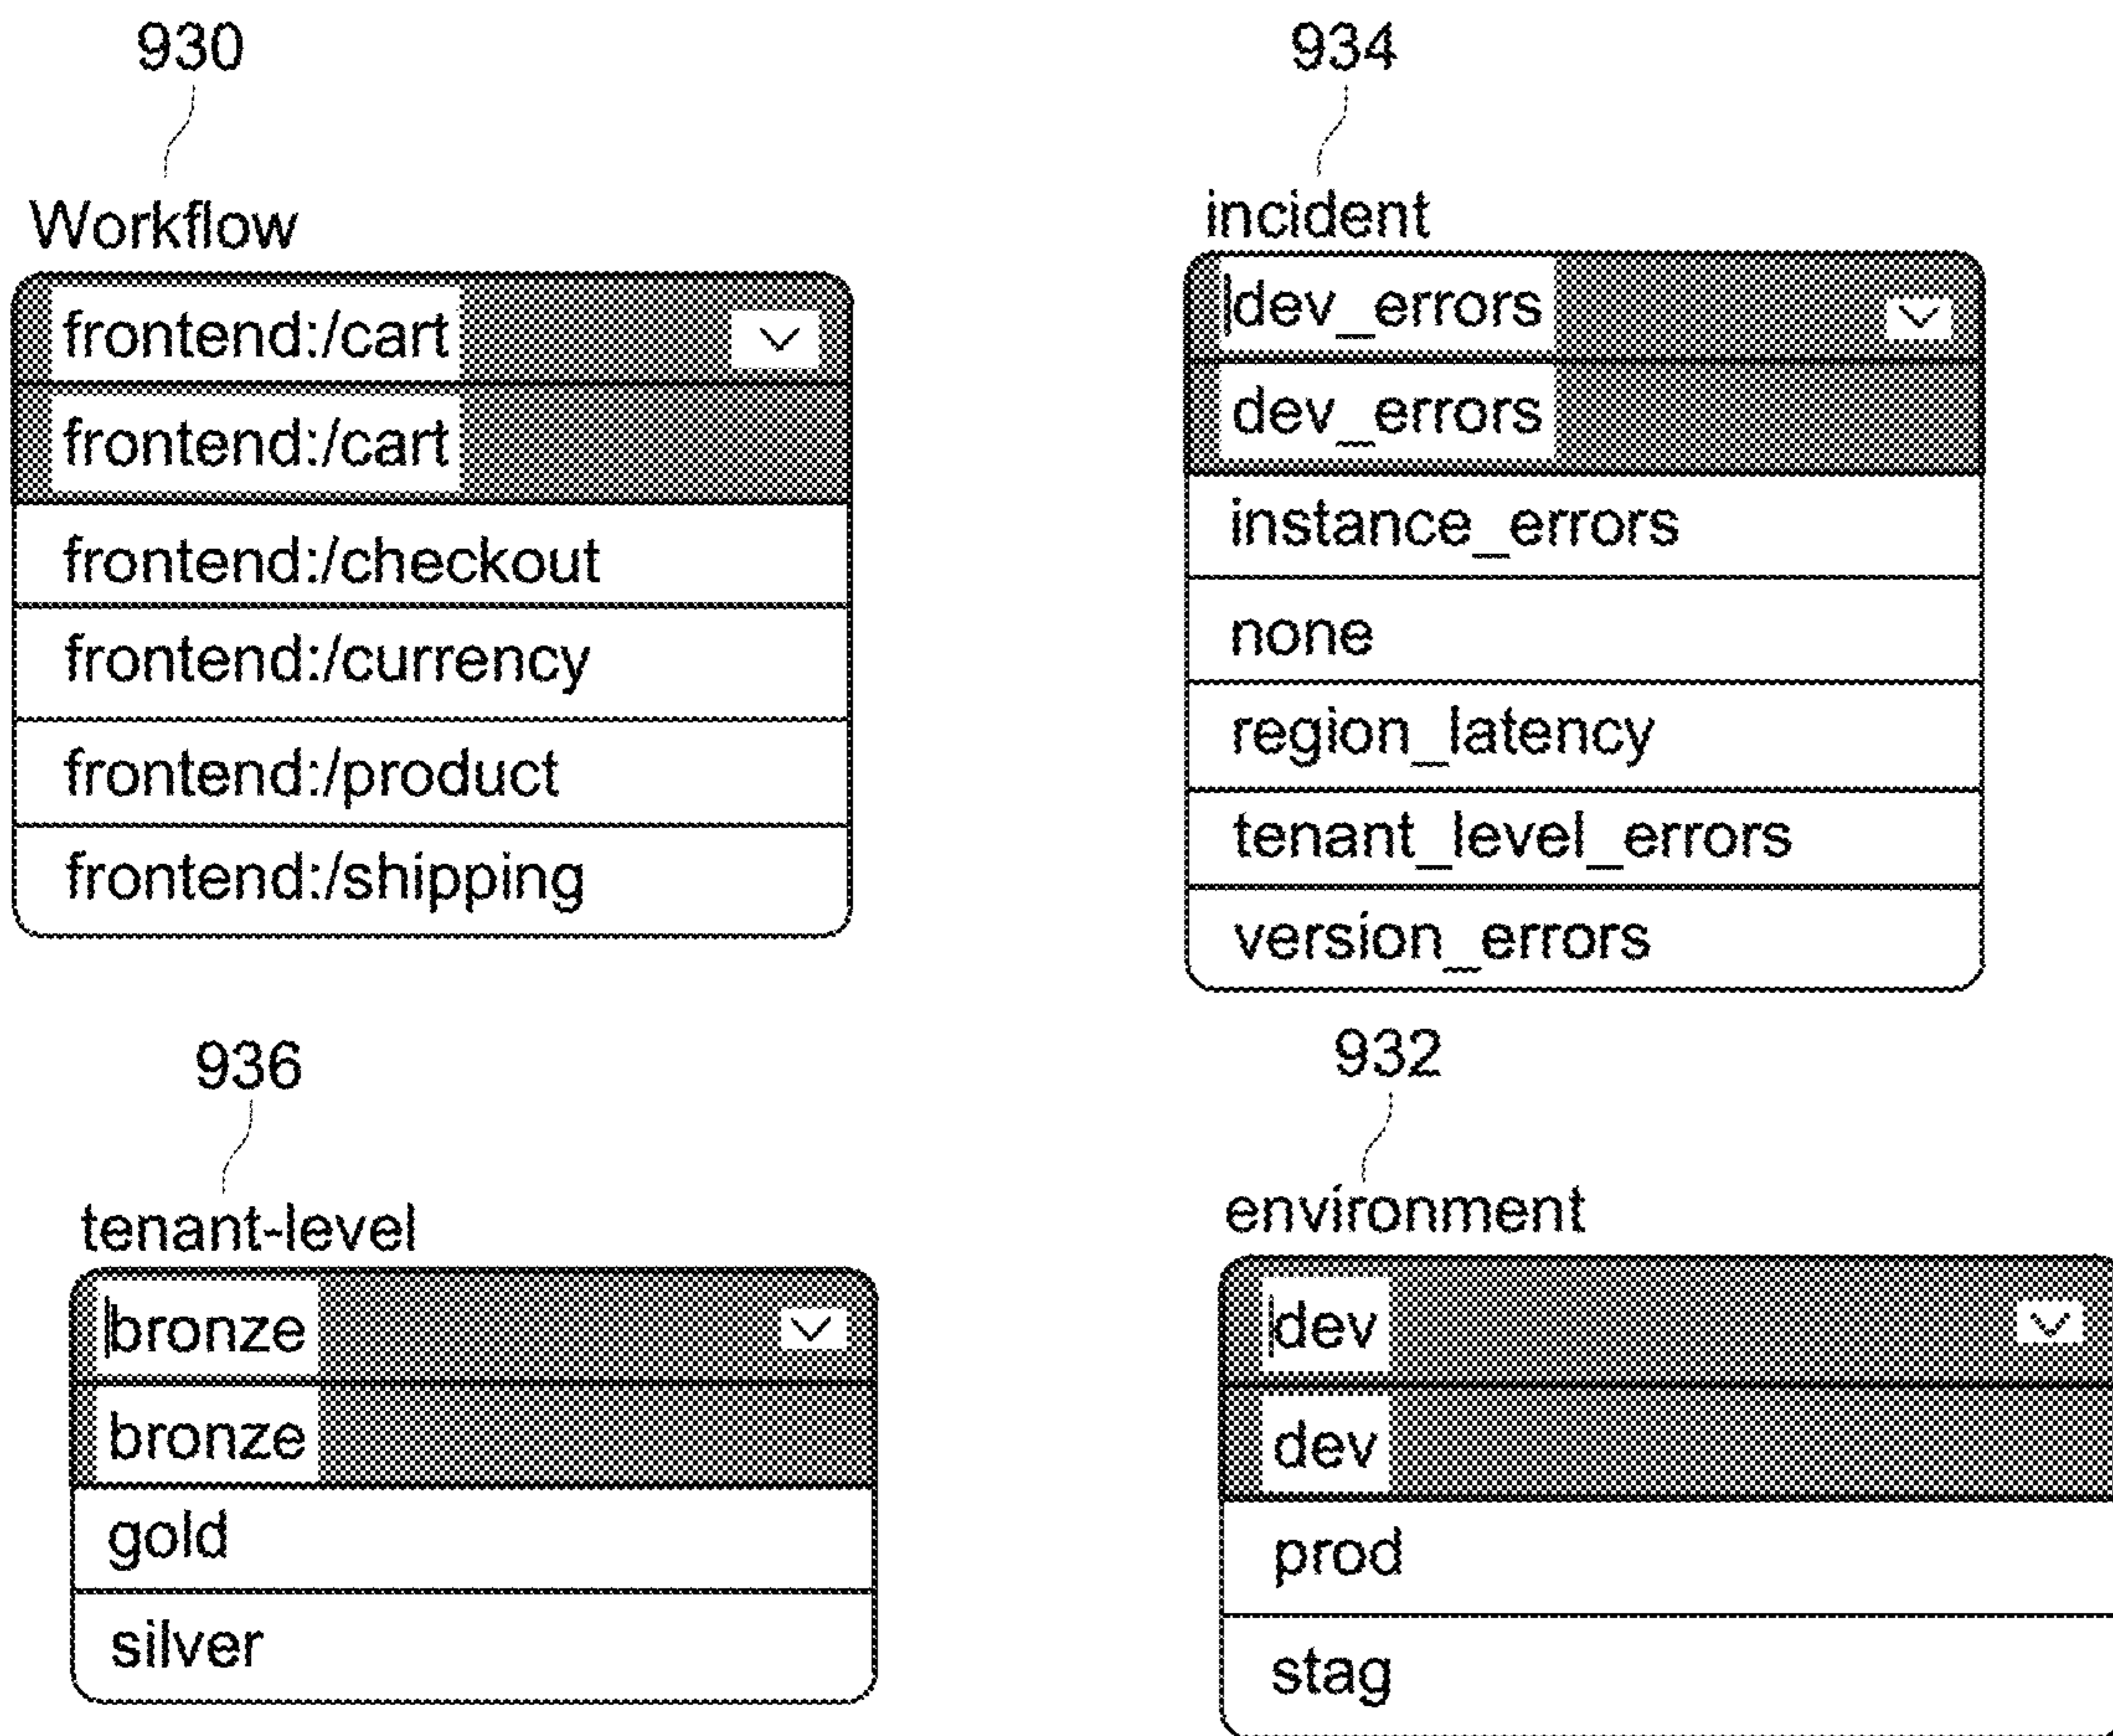 930
Workflow
frontend:/cart
frontend:/cart
frontend:/checkout
frontend:/currency
frontend:/product
frontend:/shipping
934
incident
dev_errors
dev_errors
instance_errors
none
region_latency
tenant_level_errors
version_errors
936
tenant-level
bronze
bronze
gold
silver
932
environment
dev
dev
prod
stag